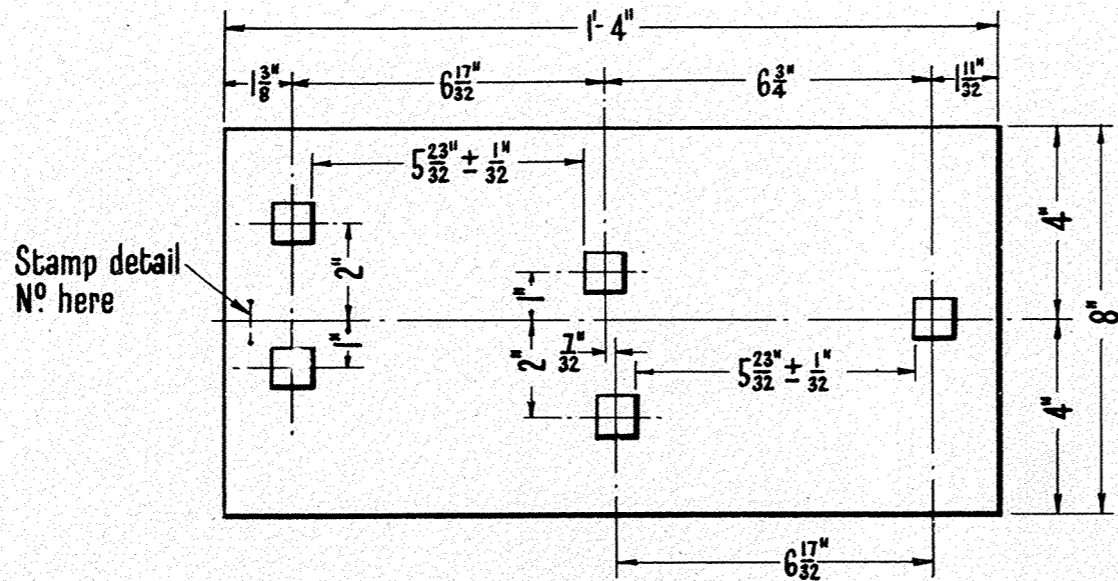 1'-4"
1 3/8" 6 17/32" 6 3/4" 1 11/32"
5 23/32" ± 1/32"
Stamp detail
Nº here
2"
1"
1"
2"
7/32"
5 23/32" ± 1/32"
4"
4"
8"
6 17/32"